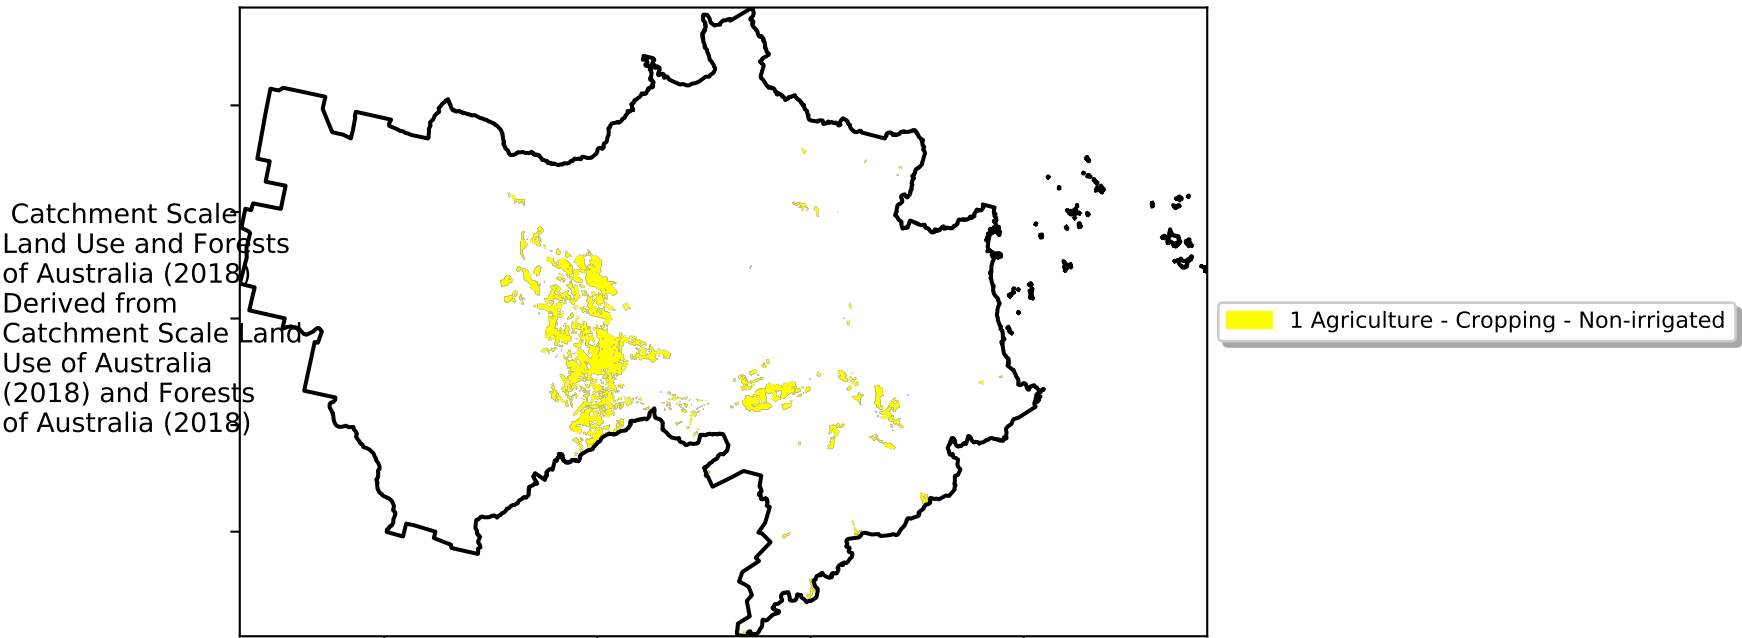 Catchment Scale
Land Use and Forests
of Australia (2018)
Derived from
Catchment Scale Land
Use of Australia
(2018) and Forests
of Australia (2018)
1 Agriculture - Cropping - Non-irrigated